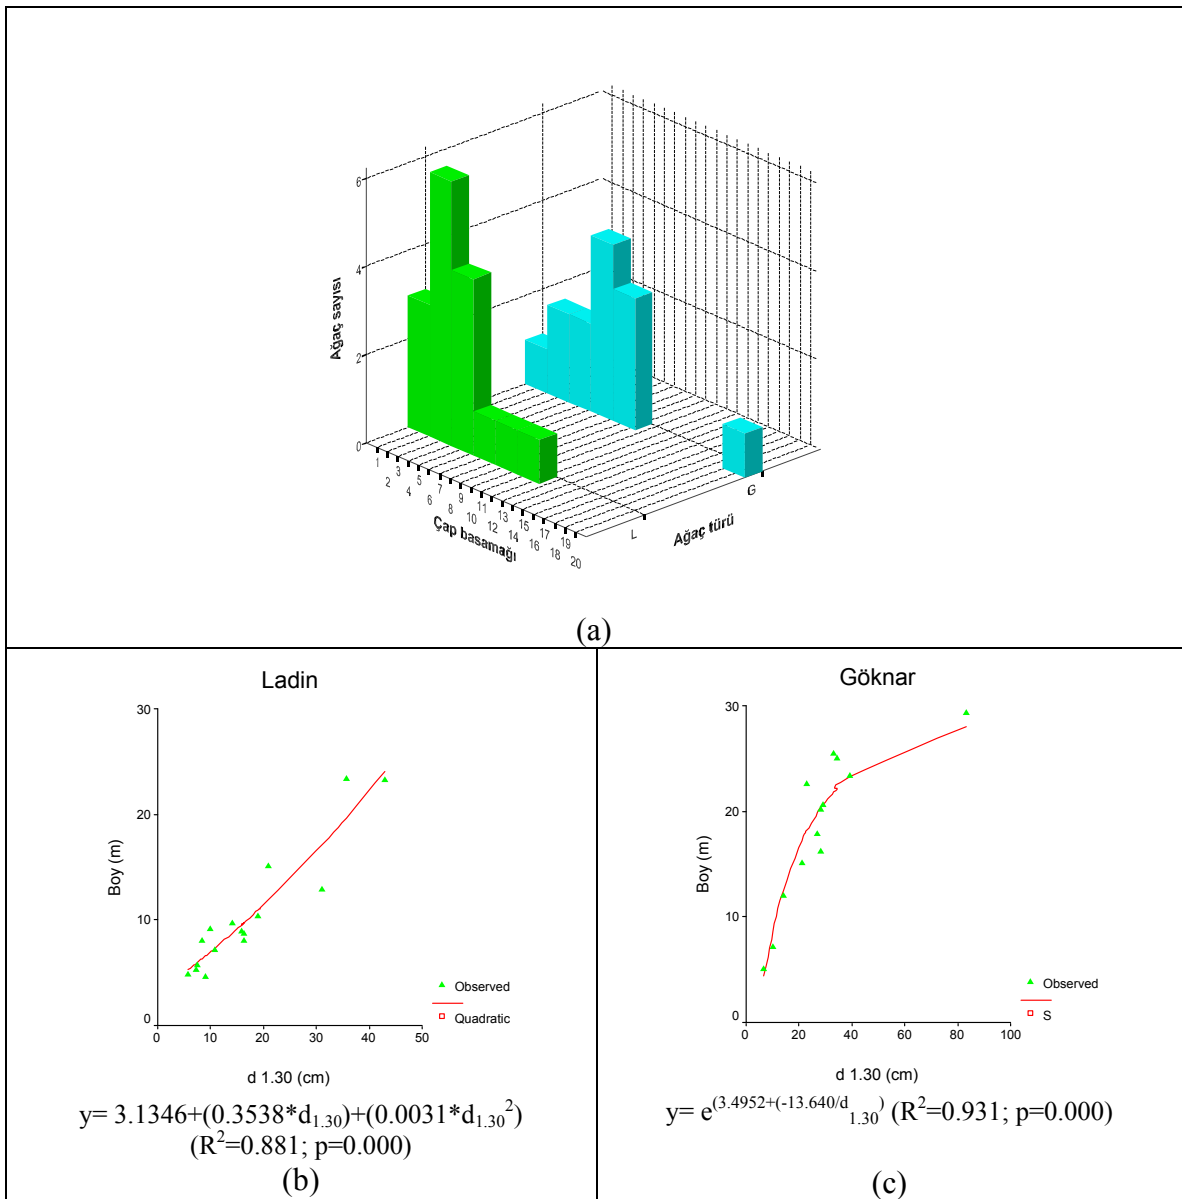 6
4
2
0
Ağaç sayısı
1
2
3
4
5
6
7
8
9
10
11
12
13
14
15
16
17
18
19
20
Çap basamağı
L
G
Ağaç türü
(a)
Ladin
30
20
10
0
Boy (m)
0 10 20 30 40 50
d 1.30 (cm)
Observed
Quadratic
y= 3.1346+(0.3538*d1.30)+(0.0031*d1.30²)
(R²=0.881; p=0.000)
(b)
Göknar
30
20
10
0
Boy (m)
0 20 40 60 80 100
d 1.30 (cm)
Observed
S
y= e^(3.4952+(-13.640/d1.30) (R²=0.931; p=0.000)
(c)